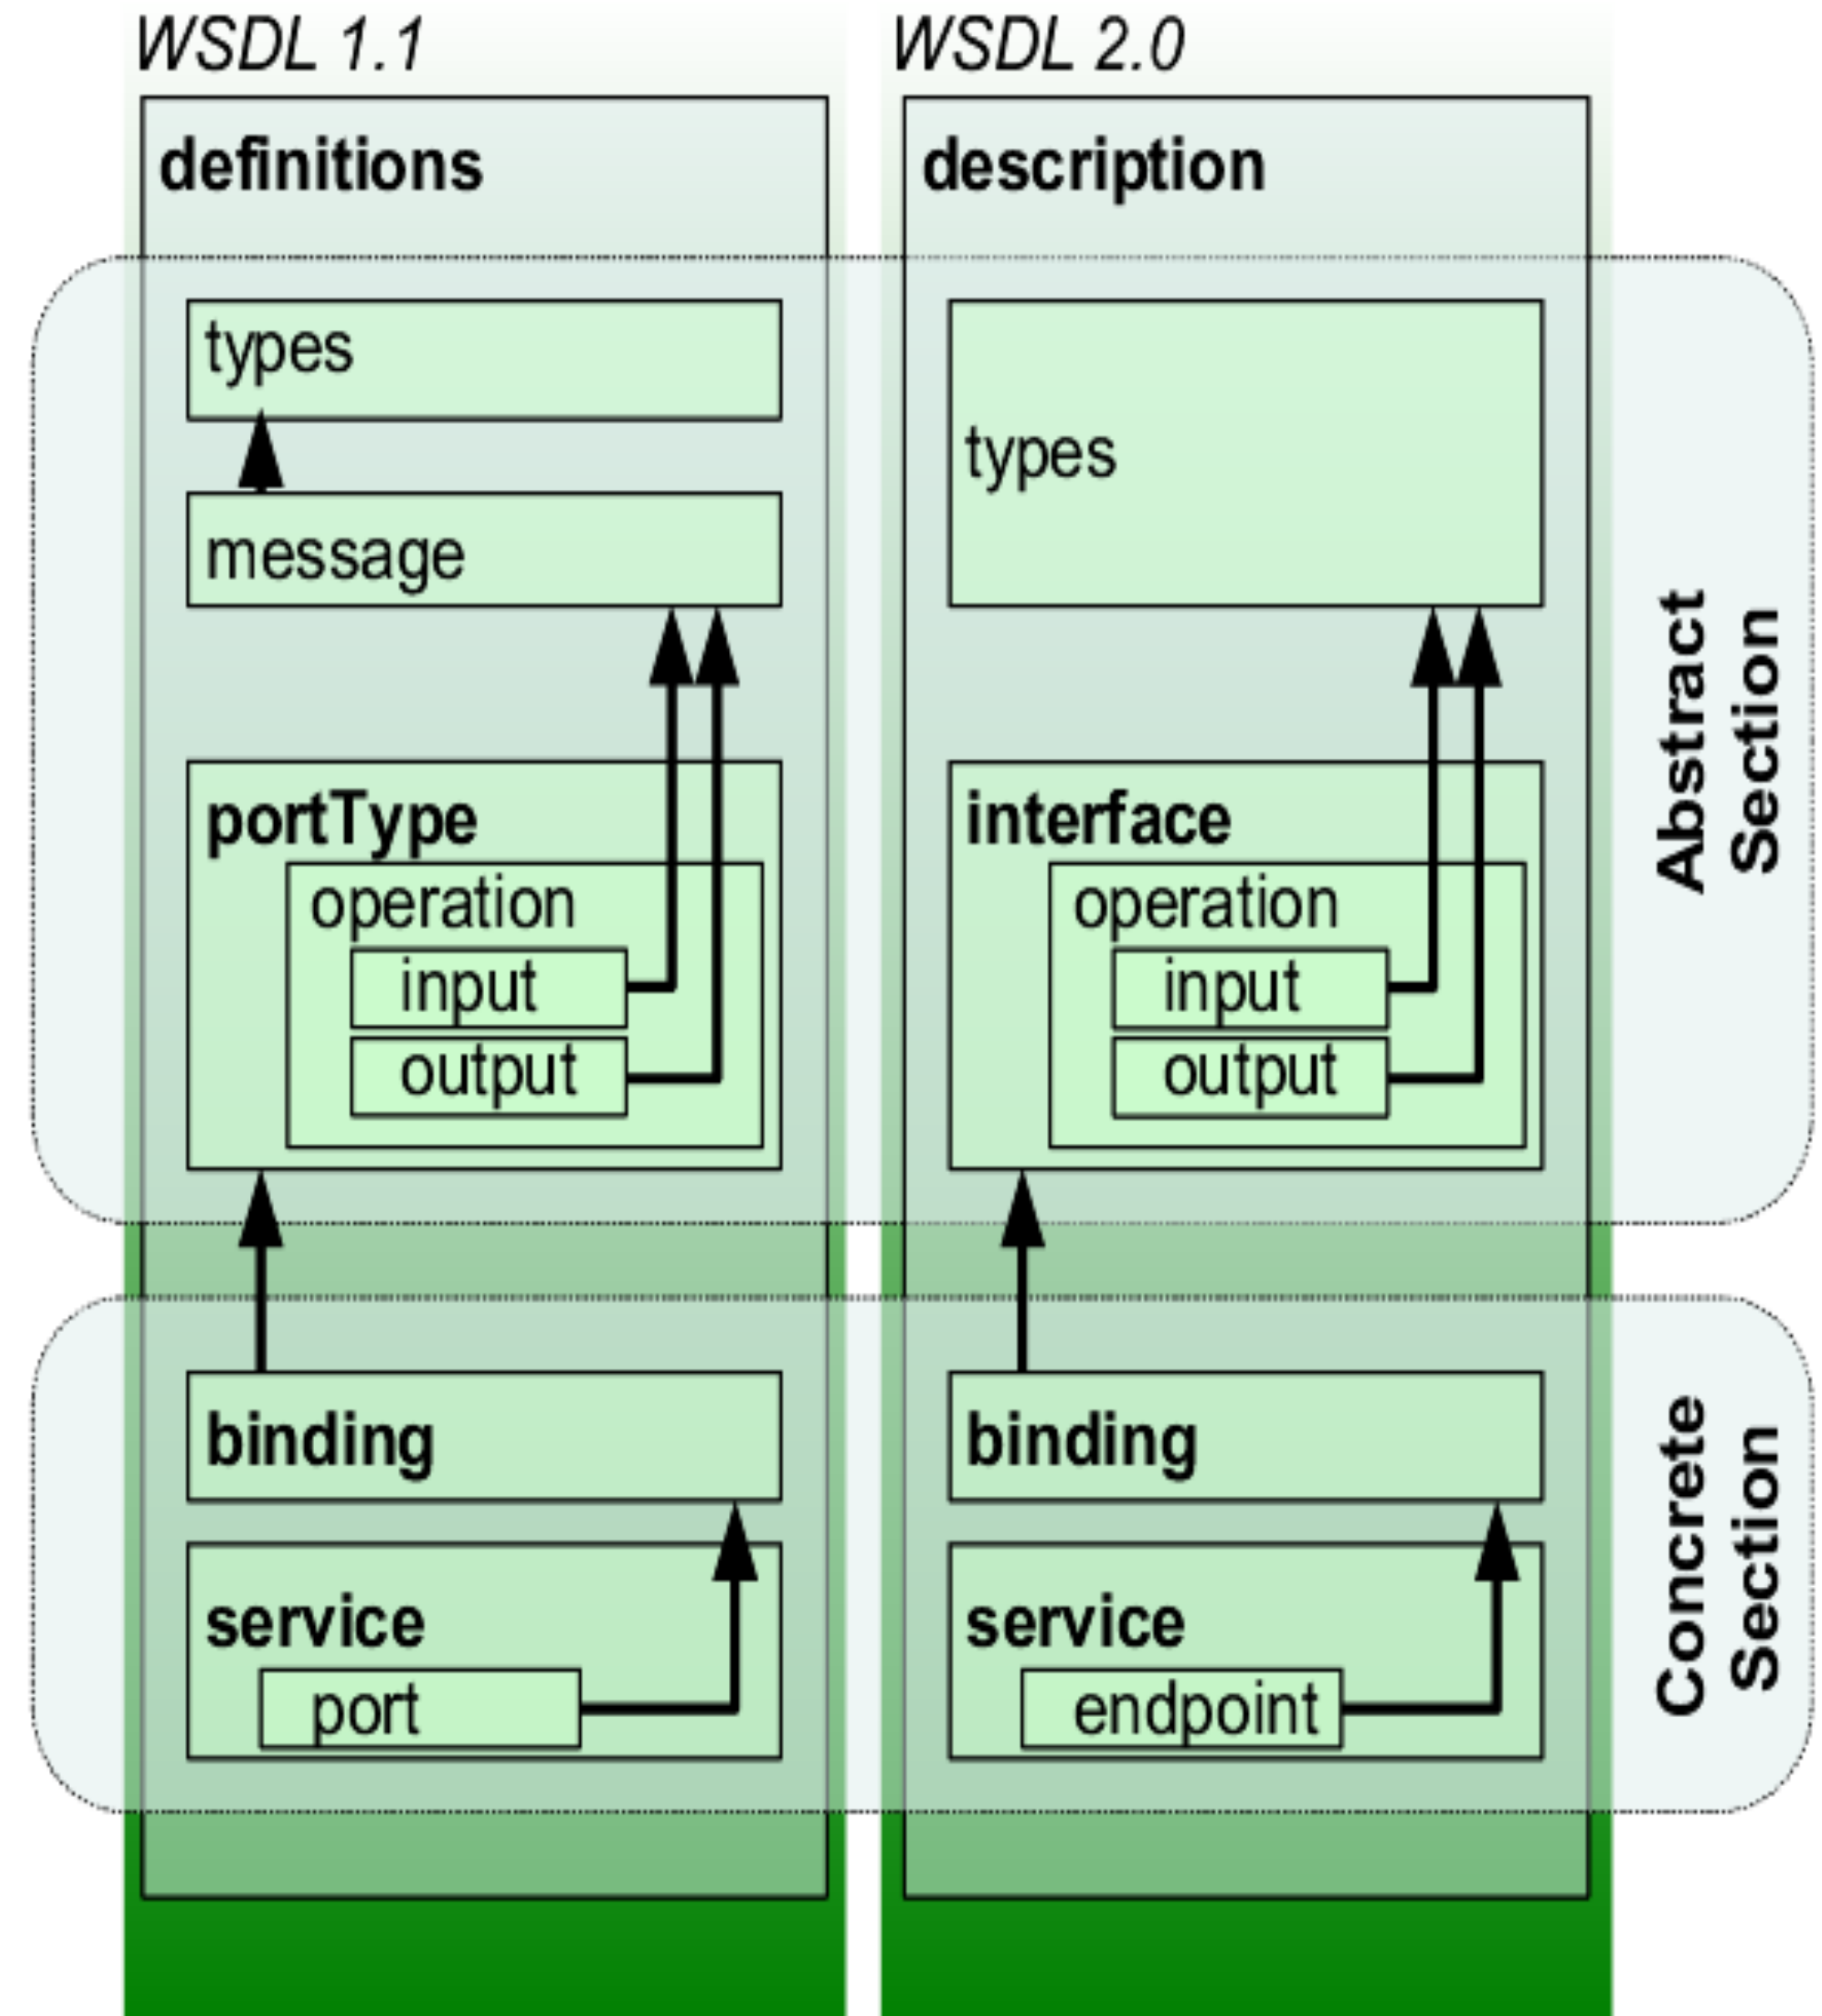 WSDL 1.1
definitions
types
message
portType
operation
input
output
binding
service
port
WSDL 2.0
description
types
interface
operation
input
output
binding
service
endpoint
Abstract
Section
Concrete
Section